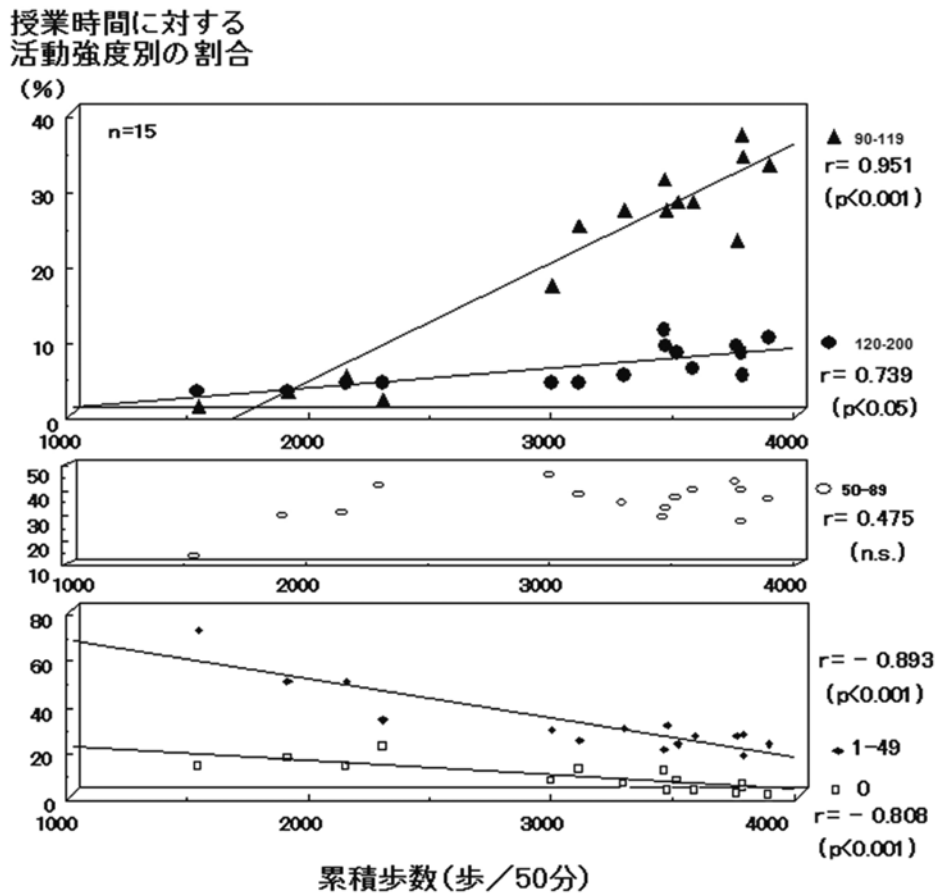 授業時間に対する
活動強度別の割合
(%)
40
30
20
10
0
n=15
1000
2000
3000
4000
▲ 90-119
r= 0.951
(p<0.001)
● 120-200
r= 0.739
(p<0.05)
50
40
30
20
10
1000
2000
3000
4000
50-89
r= 0.475
(n.s.)
80
60
40
20
0
1000
2000
3000
4000
r= − 0.893
(p<0.001)
1-49
0
r= − 0.808
(p<0.001)
累積歩数(歩／50分)